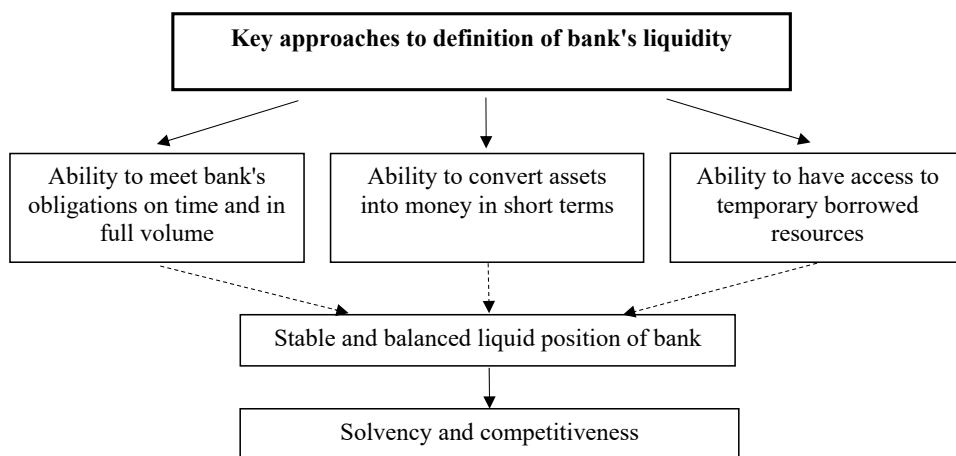 Key approaches to definition of bank's liquidity
Ability to meet bank's
obligations on time and in
full volume
Ability to convert assets
into money in short terms
Ability to have access to
temporary borrowed
resources
Stable and balanced liquid position of bank
Solvency and competitiveness